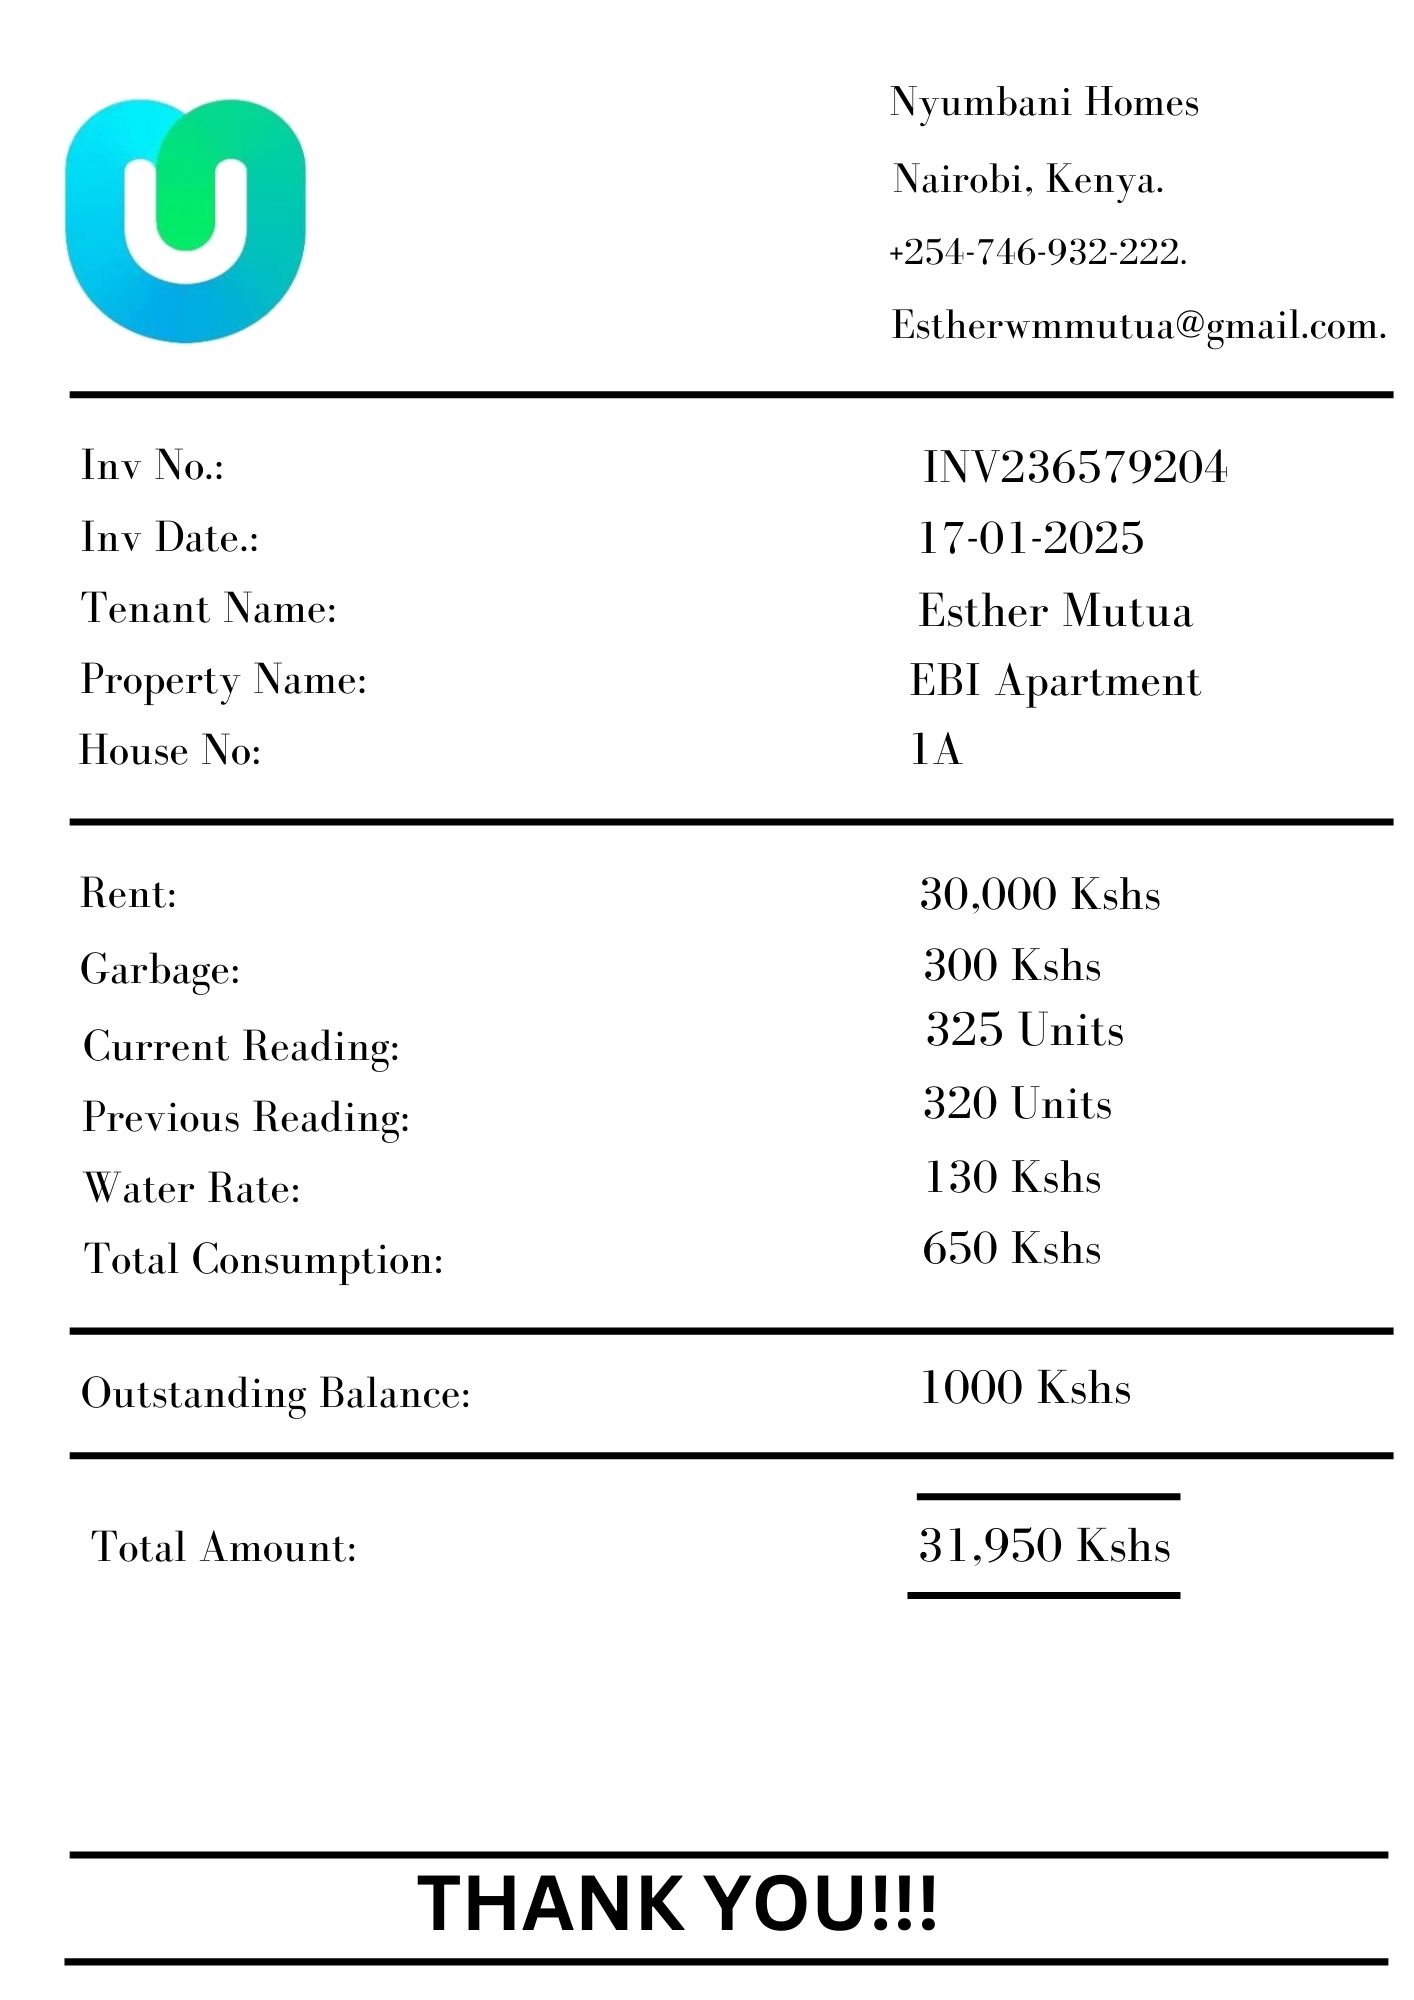 Nyumbani Homes
Nairobi, Kenya.
+254-746-932-222.
Estherwmmutua@gmail.com.
Inv No.: INV236579204
Inv Date.: 17-01-2025
Tenant Name: Esther Mutua
Property Name: EBI Apartment
House No: 1A
Rent: 30,000 Kshs
Garbage: 300 Kshs
Current Reading: 325 Units
Previous Reading: 320 Units
Water Rate: 130 Kshs
Total Consumption: 650 Kshs
Outstanding Balance: 1000 Kshs
Total Amount: 31,950 Kshs
THANK YOU!!!